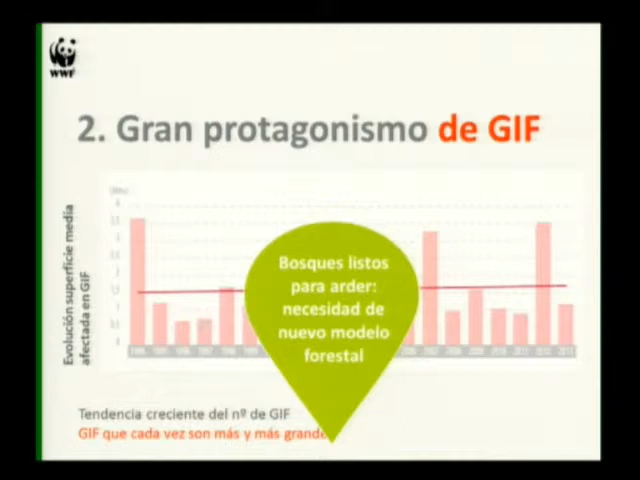 WWF
2. Gran protagonismo de GIF
Evolución superficie media
afectada en GIF
Bosques listos
para arder:
necesidad de
nuevo modelo
forestal
Tendencia creciente del nº de GIF
GIF que cada vez son más y más grande